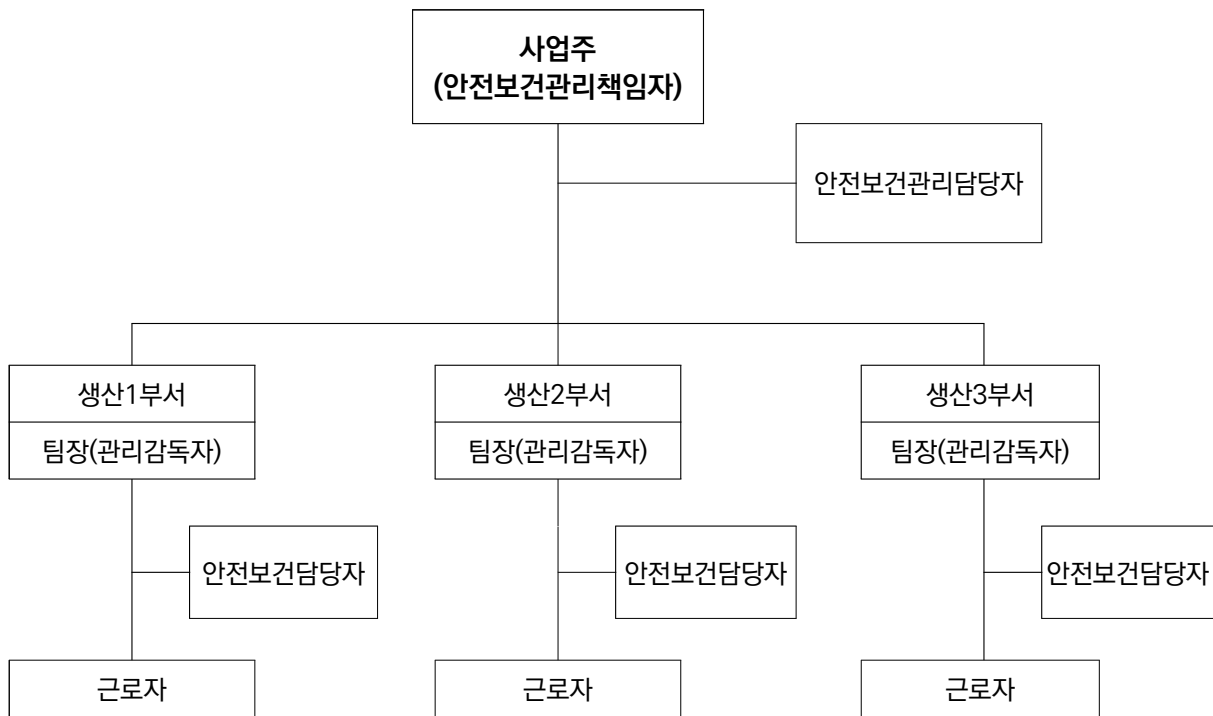 사업주
(안전보건관리책임자)
안전보건관리담당자
생산1부서
팀장(관리감독자)
생산2부서
팀장(관리감독자)
생산3부서
팀장(관리감독자)
안전보건담당자
안전보건담당자
안전보건담당자
근로자
근로자
근로자